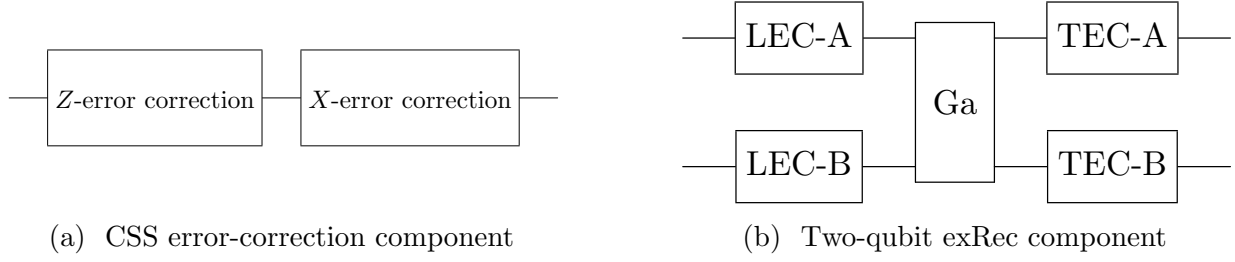 Z-error correction
X-error correction
(a) CSS error-correction component
LEC-A
TEC-A
Ga
LEC-B
TEC-B
(b) Two-qubit exRec component